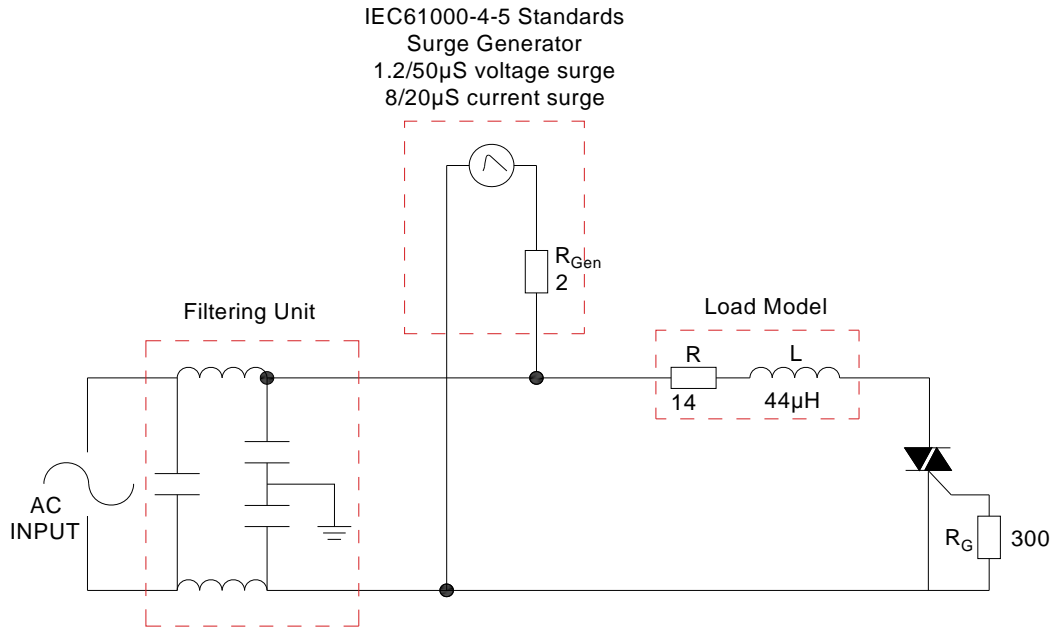 IEC61000-4-5 Standards
Surge Generator
1.2/50µS voltage surge
8/20µS current surge
RGen
2
Filtering Unit
Load Model
R
L
14
44µH
AC
INPUT
RG
300